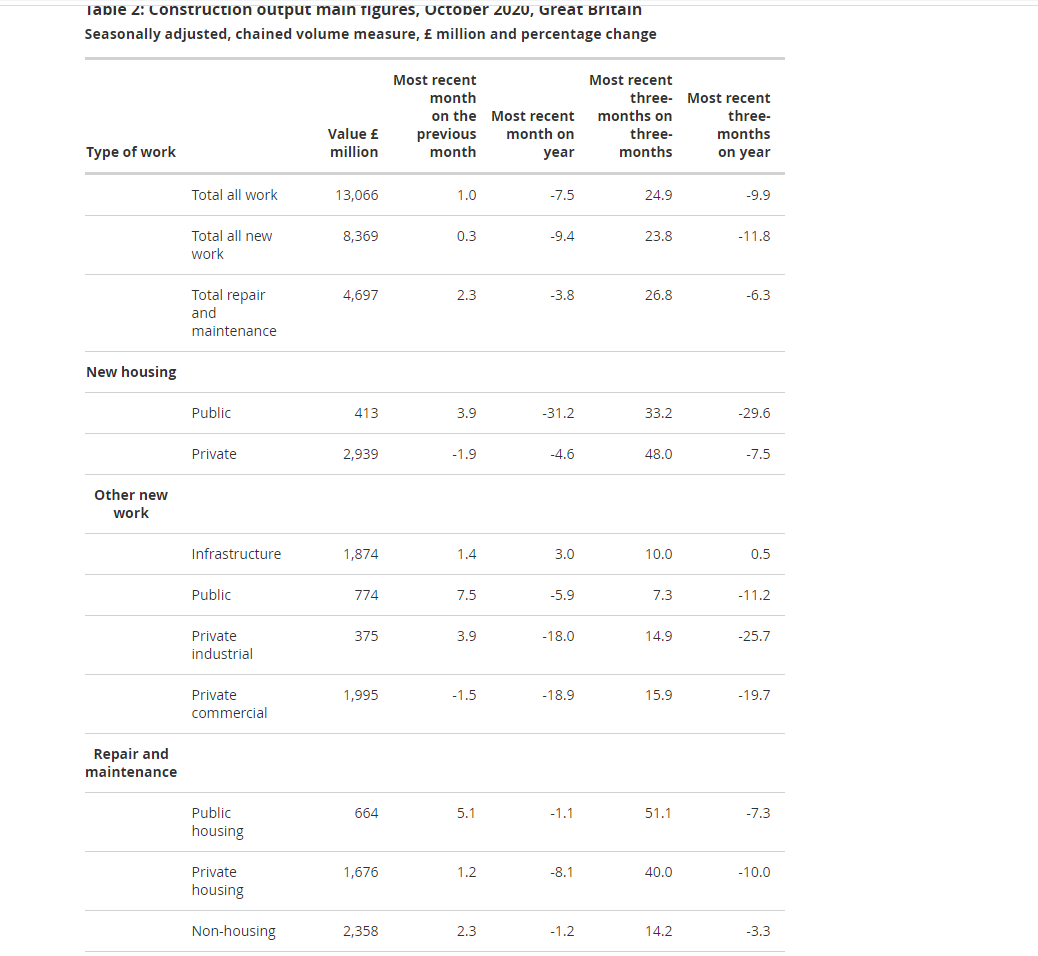 Table 2: Construction output main figures, October 2020, Great Britain
Seasonally adjusted, chained volume measure, £ million and percentage change
Type of work Value £ million Most recent month on the previous month Most recent month on year Most recent three-months on three-months Most recent three-months on year
Total all work 13,066 1.0 -7.5 24.9 -9.9
Total all new work 8,369 0.3 -9.4 23.8 -11.8
Total repair and maintenance 4,697 2.3 -3.8 26.8 -6.3
New housing
Public 413 3.9 -31.2 33.2 -29.6
Private 2,939 -1.9 -4.6 48.0 -7.5
Other new work
Infrastructure 1,874 1.4 3.0 10.0 0.5
Public 774 7.5 -5.9 7.3 -11.2
Private industrial 375 3.9 -18.0 14.9 -25.7
Private commercial 1,995 -1.5 -18.9 15.9 -19.7
Repair and maintenance
Public housing 664 5.1 -1.1 51.1 -7.3
Private housing 1,676 1.2 -8.1 40.0 -10.0
Non-housing 2,358 2.3 -1.2 14.2 -3.3